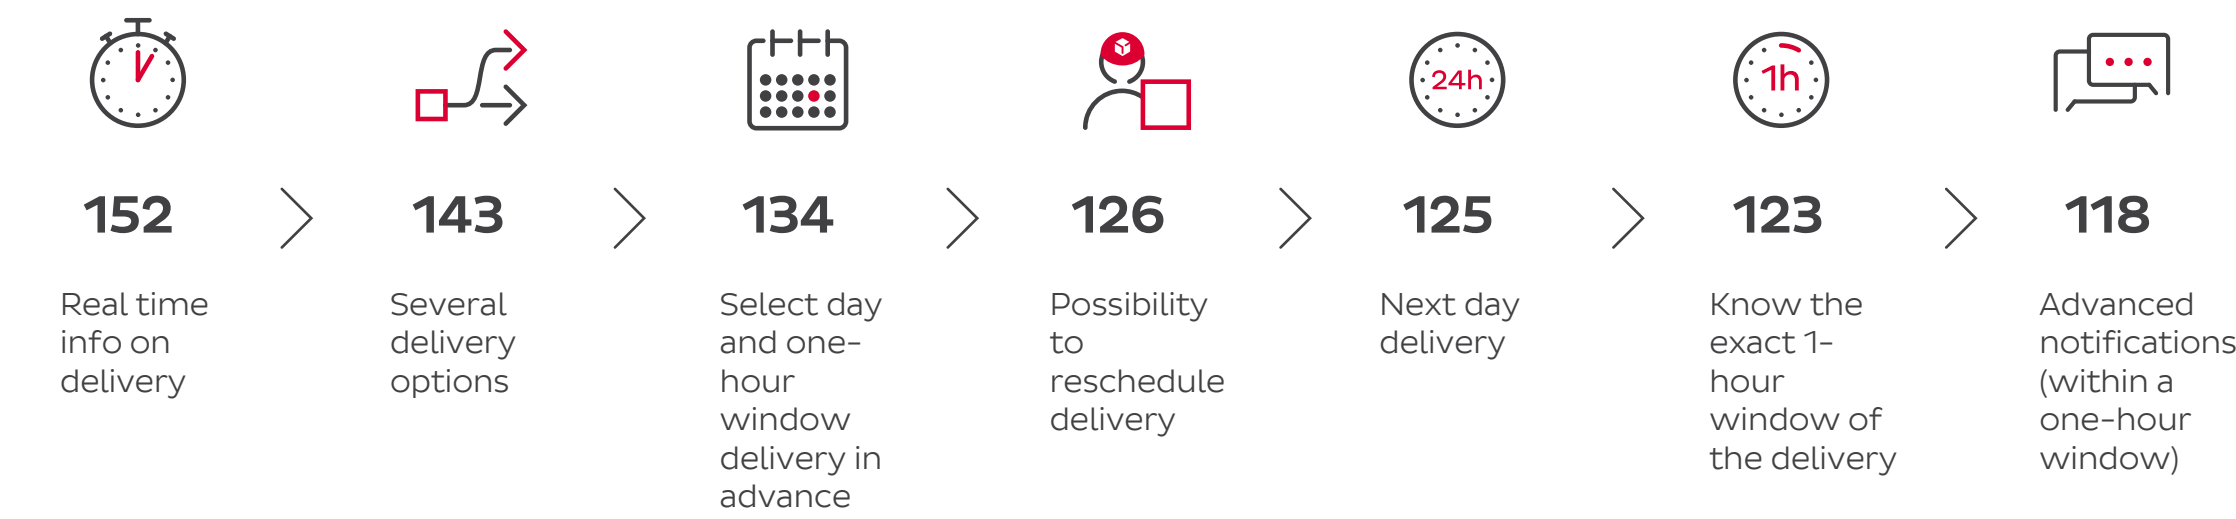 24h
1h
152
143
134
126
125
123
118
Real time
info on
delivery
Several
delivery
options
Select day
and one-
hour
window
delivery in
advance
Possibility
to
reschedule
delivery
Next day
delivery
Know the
exact 1-
hour
window of
the delivery
Advanced
notifications
(within a
one-hour
window)